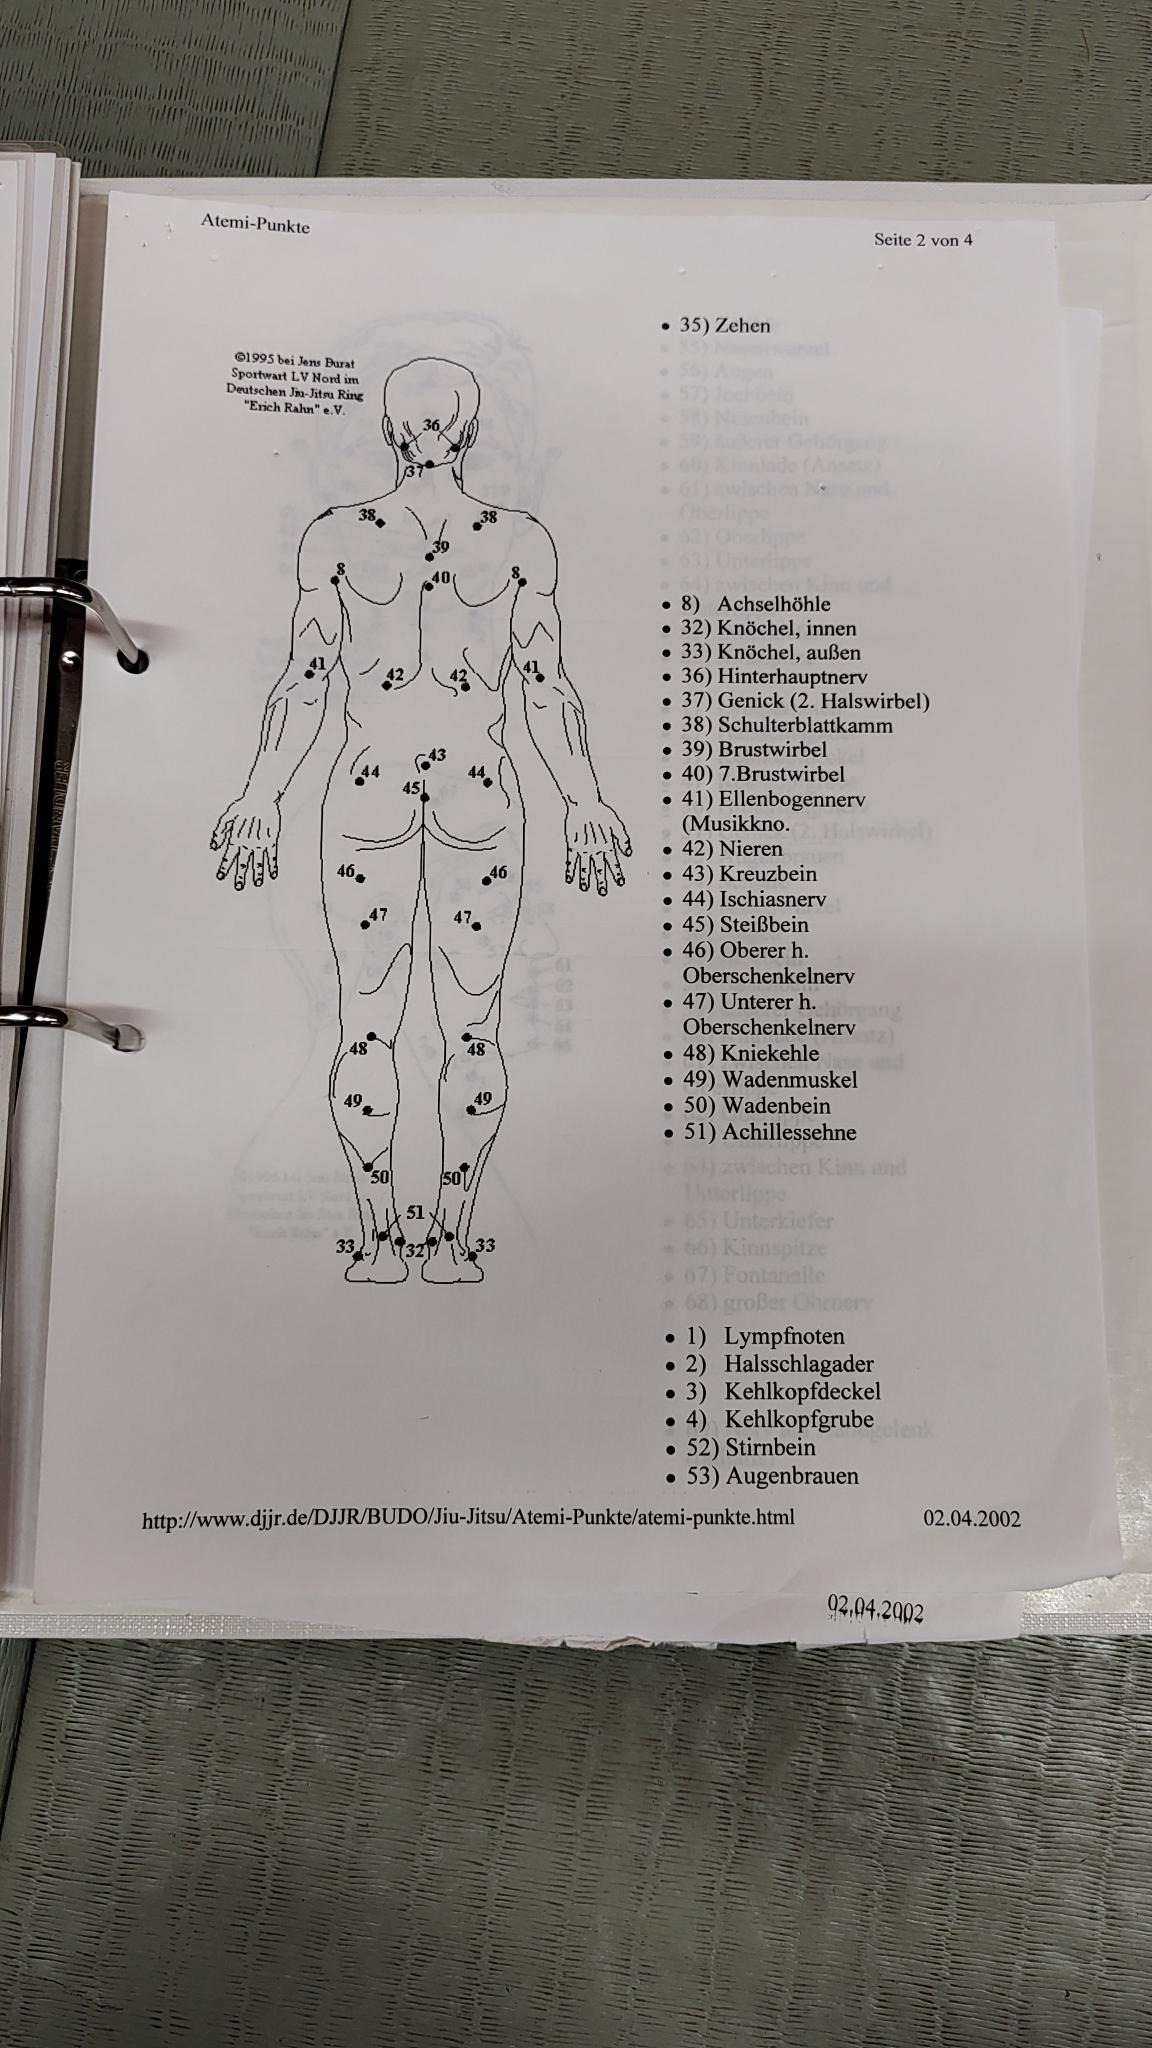 Atemi-Punkte
Seite 2 von 4
• 35) Zehen
©1995 bei Jens Burat
Sportwart LV Nord im
Deutschen Jiu-Jitsu Ring
"Erich Rahn" e.V.
36
37
38 38
39
8 40 8
41 42 42 41
43
44 44
45
46 46
47 47
48 48
49 49
50 50
51
33 32 33
• 8) Achselhöhle
• 32) Knöchel, innen
• 33) Knöchel, außen
• 36) Hinterhauptnerv
• 37) Genick (2. Halswirbel)
• 38) Schulterblattkamm
• 39) Brustwirbel
• 40) 7.Brustwirbel
• 41) Ellenbogennerv
(Musikkno.
• 42) Nieren
• 43) Kreuzbein
• 44) Ischiasnerv
• 45) Steißbein
• 46) Oberer h.
Oberschenkelnerv
• 47) Unterer h.
Oberschenkelnerv
• 48) Kniekehle
• 49) Wadenmuskel
• 50) Wadenbein
• 51) Achillessehne
• 1) Lympfnoten
• 2) Halsschlagader
• 3) Kehlkopfdeckel
• 4) Kehlkopfgrube
• 52) Stirnbein
• 53) Augenbrauen
http://www.djjr.de/DJJR/BUDO/Jiu-Jitsu/Atemi-Punkte/atemi-punkte.html
02.04.2002
02.04.2002